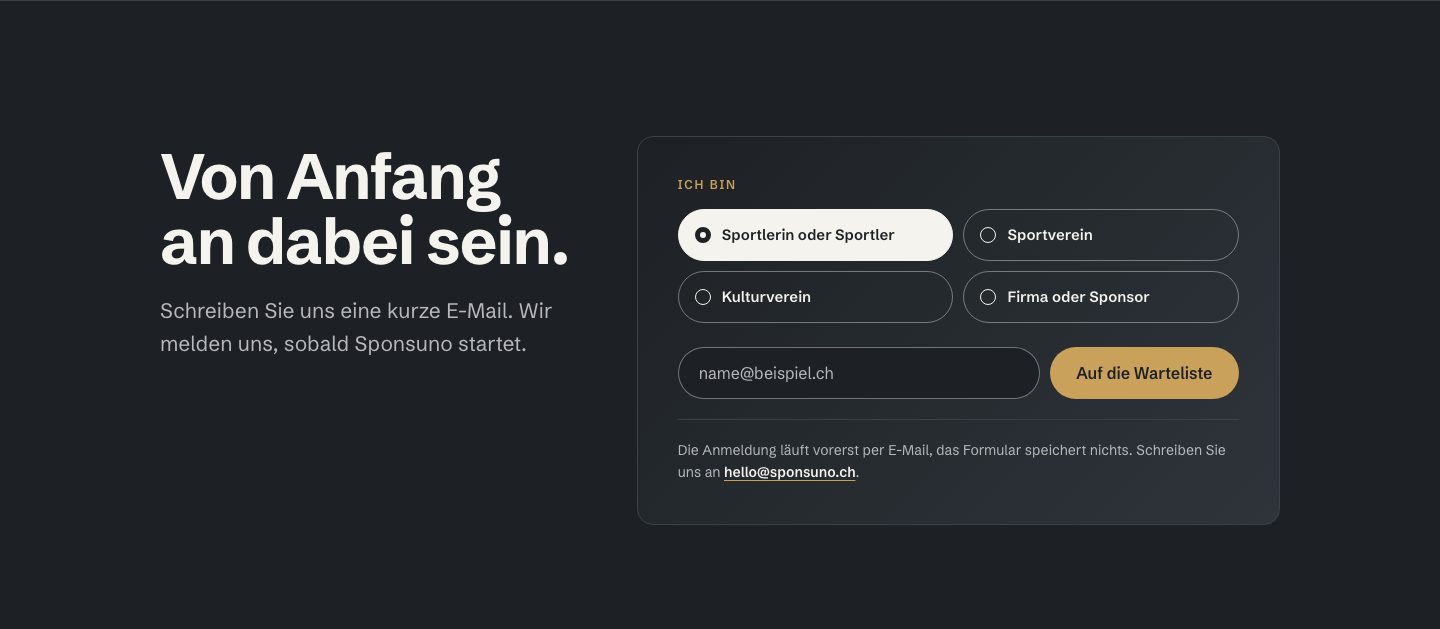 Von Anfang
an dabei sein.
Schreiben Sie uns eine kurze E-Mail. Wir
melden uns, sobald Sponsuno startet.
ICH BIN
Sportlerin oder Sportler
Sportverein
Kulturverein
Firma oder Sponsor
name@beispiel.ch
Auf die Warteliste
Die Anmeldung läuft vorerst per E-Mail, das Formular speichert nichts. Schreiben Sie
uns an hello@sponsuno.ch.